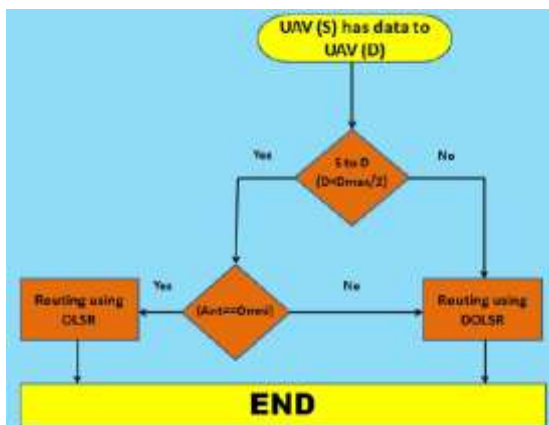 UAV (S) has data to
UAV (D)
Yes
S to D
(D<Dmax/2)
No
Routing using
OLSR
Yes
(Ant==Omni)
No
Routing using
DOLSR
END